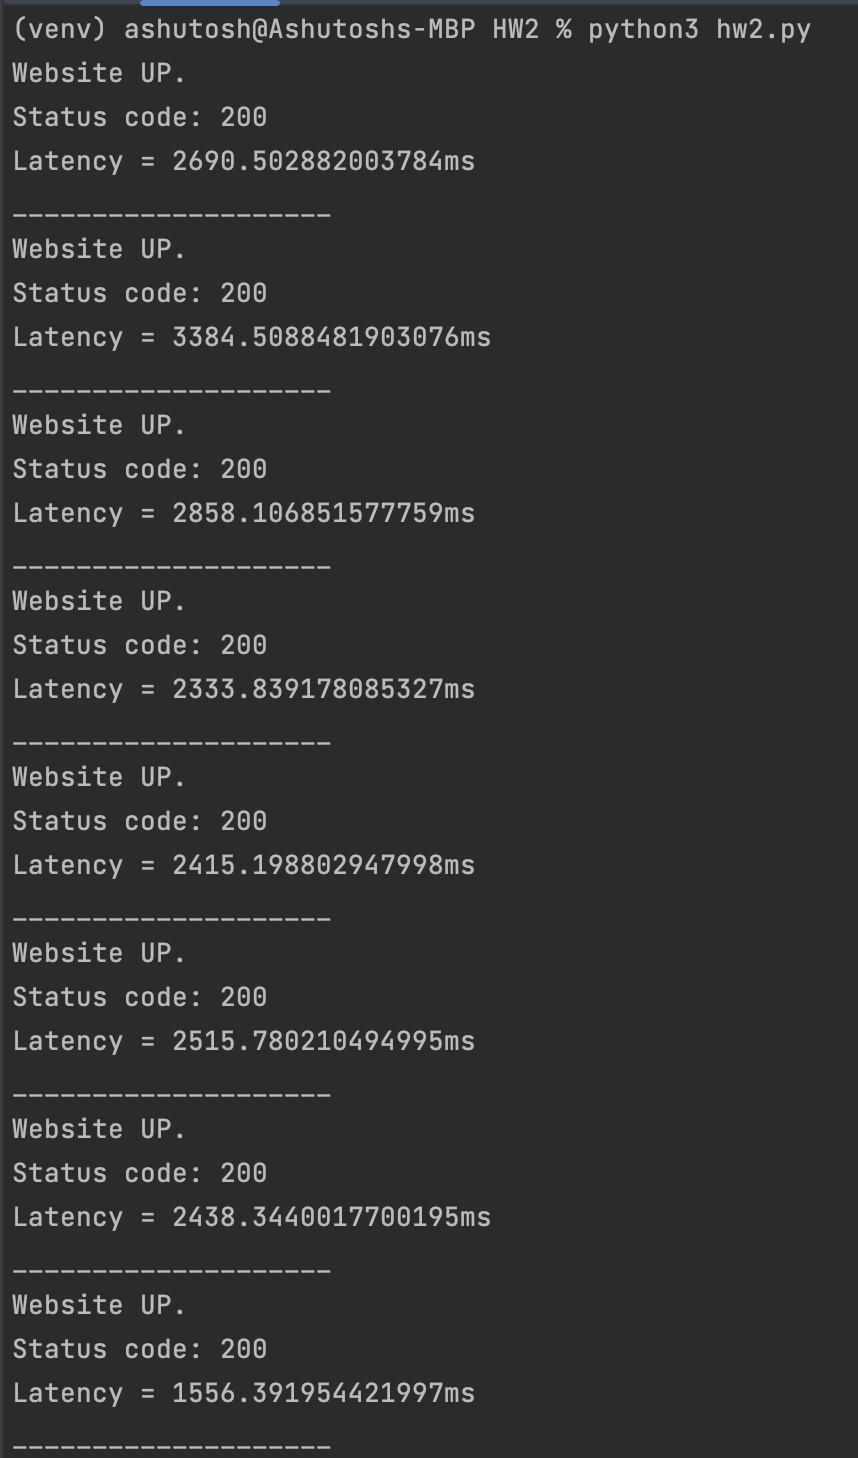 (venv) ashutosh@Ashutoshs-MBP HW2 % python3 hw2.py
Website UP.
Status code: 200
Latency = 2690.502882003784ms
--------------------
Website UP.
Status code: 200
Latency = 3384.5088481903076ms
--------------------
Website UP.
Status code: 200
Latency = 2858.106851577759ms
--------------------
Website UP.
Status code: 200
Latency = 2333.839178085327ms
--------------------
Website UP.
Status code: 200
Latency = 2415.198802947998ms
--------------------
Website UP.
Status code: 200
Latency = 2515.780210494995ms
--------------------
Website UP.
Status code: 200
Latency = 2438.3440017700195ms
--------------------
Website UP.
Status code: 200
Latency = 1556.391954421997ms
--------------------